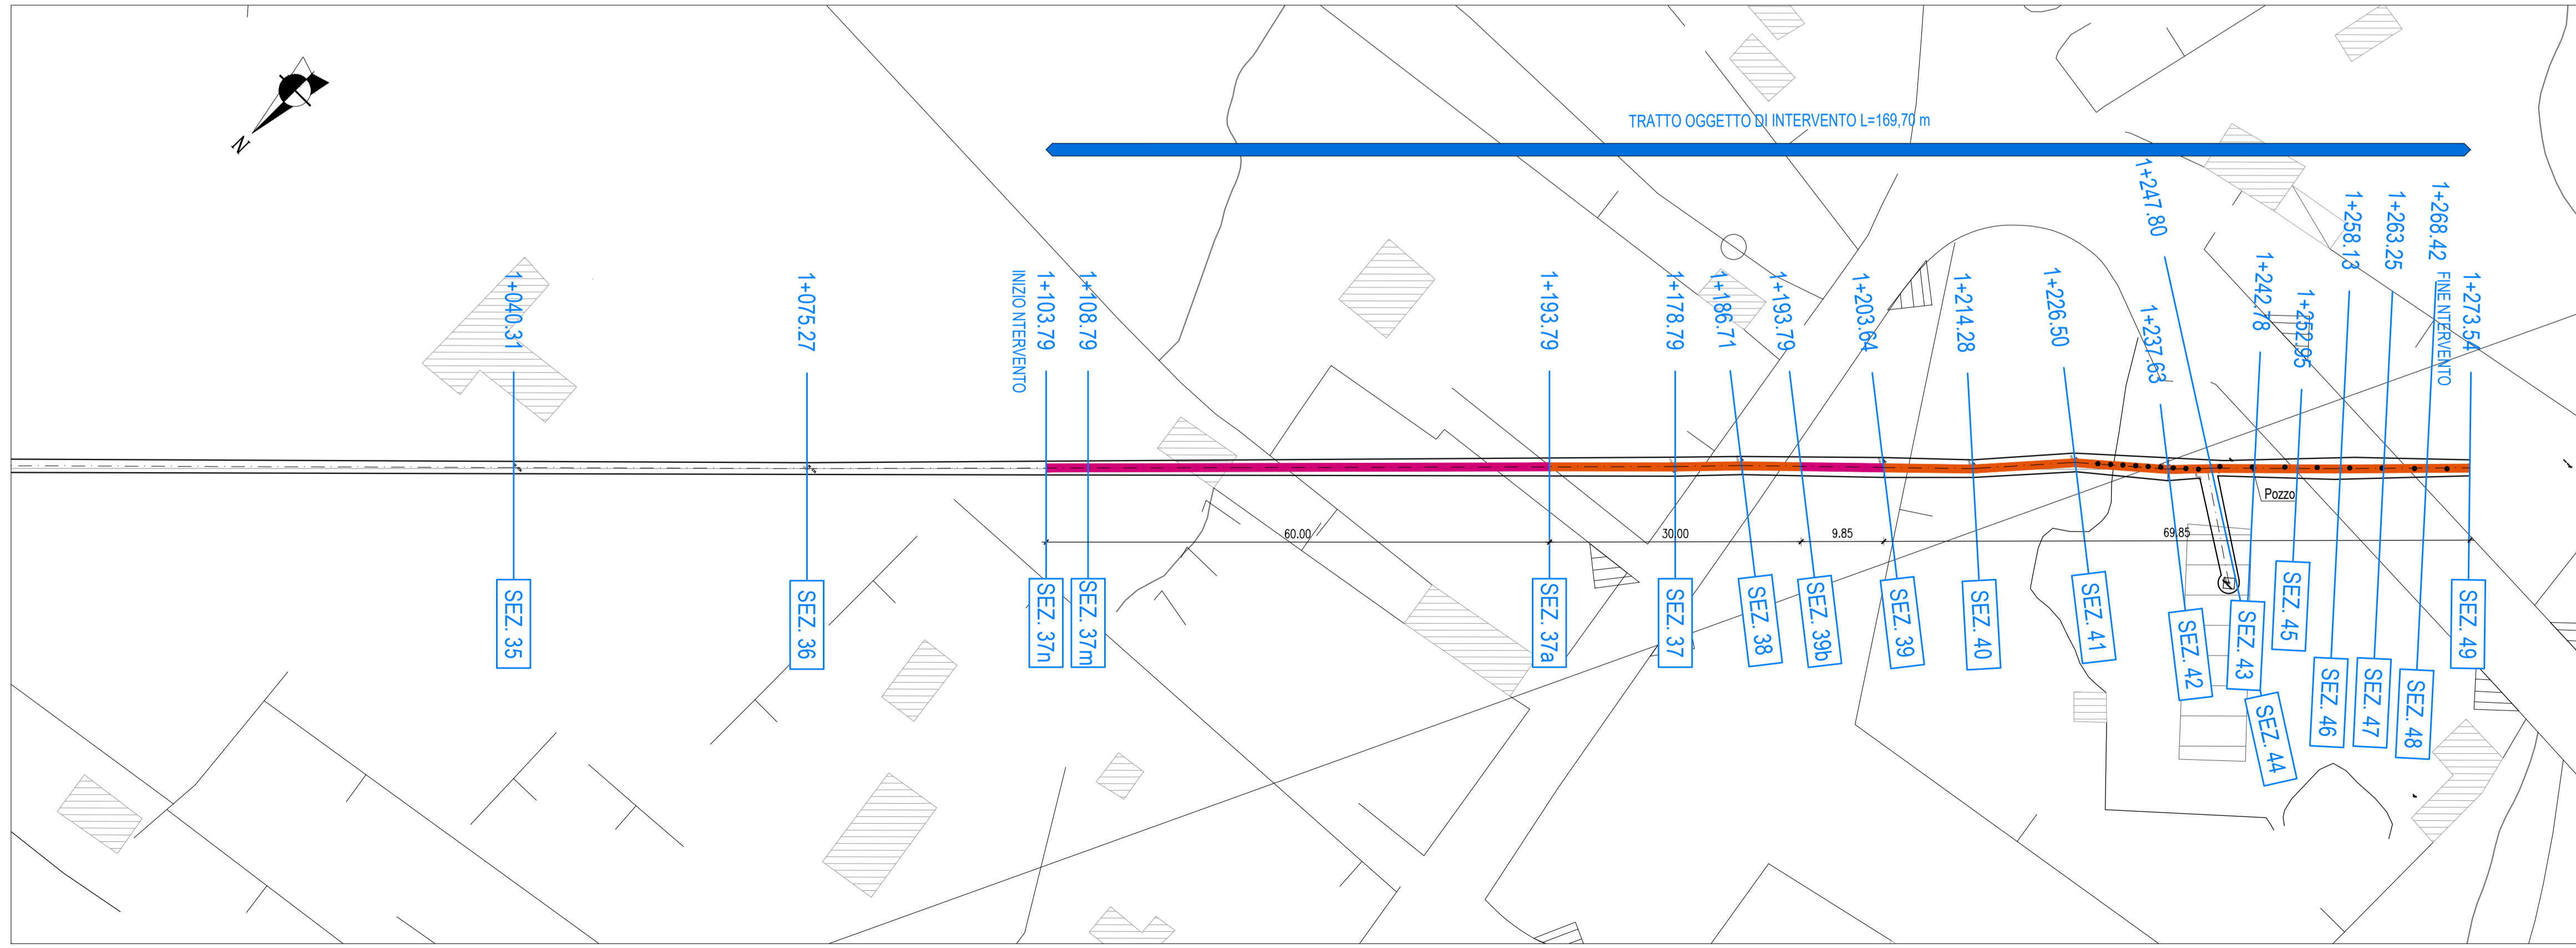 N
TRATTO OGGETTO DI INTERVENTO L=169,70 m
1+040.31
1+075.27
INIZIO NTERVENTO
1+103.79
1+108.79
1+193.79
1+178.79
1+186.71
1+193.79
1+203.64
1+214.28
1+226.50
1+237.63
1+247.80
1+242.78
1+252.95
1+258.13
1+263.25
1+268.42
FINE INTERVENTO
1+273.54
Pozzo
60.00
30.00
9.85
69.85
SEZ. 35
SEZ. 36
SEZ. 37n
SEZ. 37m
SEZ. 37a
SEZ. 37
SEZ. 38
SEZ. 39b
SEZ. 39
SEZ. 40
SEZ. 41
SEZ. 42
SEZ. 43
SEZ. 44
SEZ. 45
SEZ. 46
SEZ. 47
SEZ. 48
SEZ. 49